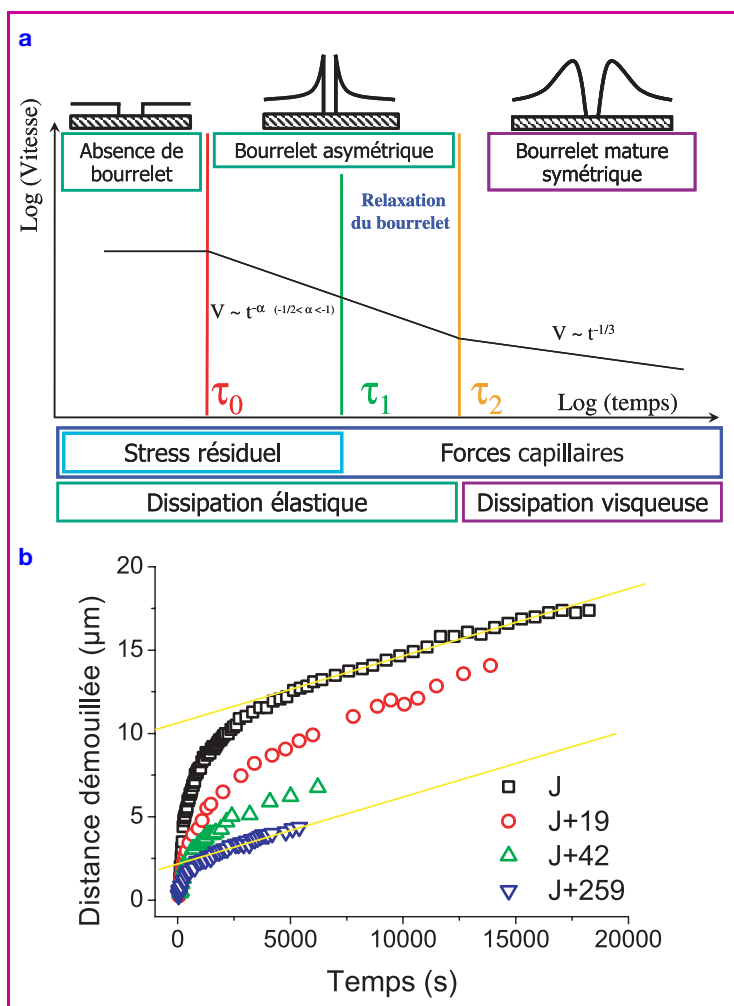 a
Log (Vitesse)
Absence de
bourrelet
Bourrelet asymétrique
Bourrelet mature
symétrique
Relaxation
du bourrelet
V ~ t-α (-1/2< α <-1)
V ~ t-1/3
τ0
τ1
τ2
Log (temps)
Stress résiduel
Forces capillaires
Dissipation élastique
Dissipation visqueuse
b
Distance démouillée (µm)
20
15
10
5
0
J
J+19
J+42
J+259
0 5000 10000 15000 20000
Temps (s)